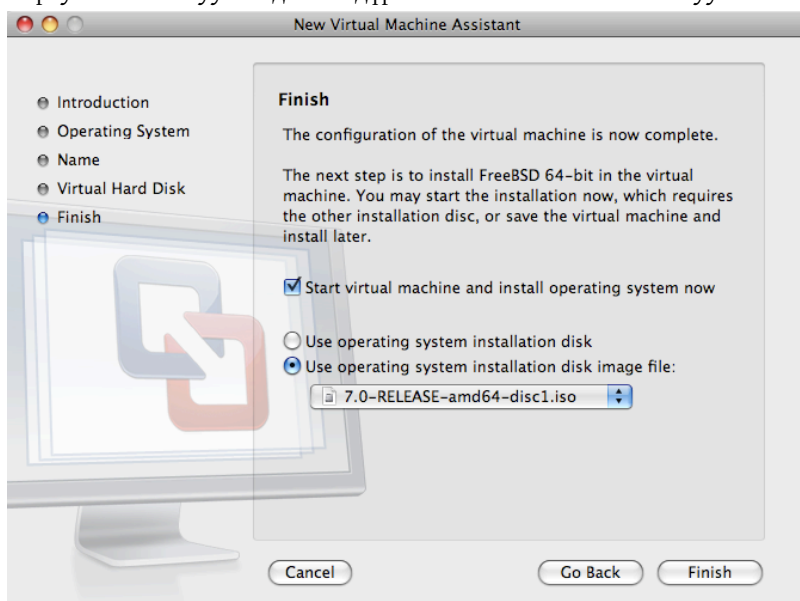 New Virtual Machine Assistant
Introduction
Operating System
Name
Virtual Hard Disk
Finish
Finish
The configuration of the virtual machine is now complete.
The next step is to install FreeBSD 64-bit in the virtual
machine. You may start the installation now, which requires
the other installation disc, or save the virtual machine and
install later.
Start virtual machine and install operating system now
Use operating system installation disk
Use operating system installation disk image file:
7.0-RELEASE-amd64-disc1.iso
Cancel
Go Back
Finish